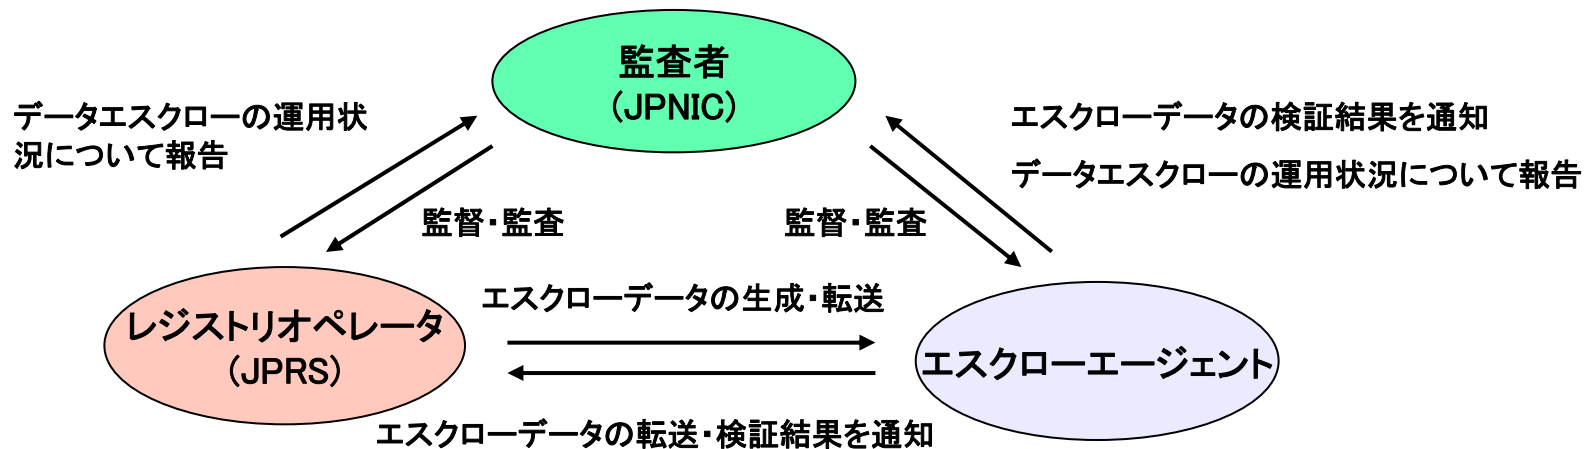 監査者
(JPNIC)
データエスクローの運用状
況について報告
エスクローデータの検証結果を通知
データエスクローの運用状況について報告
監督・監査
監督・監査
エスクローデータの生成・転送
レジストリオペレータ
(JPRS)
エスクローエージェント
エスクローデータの転送・検証結果を通知